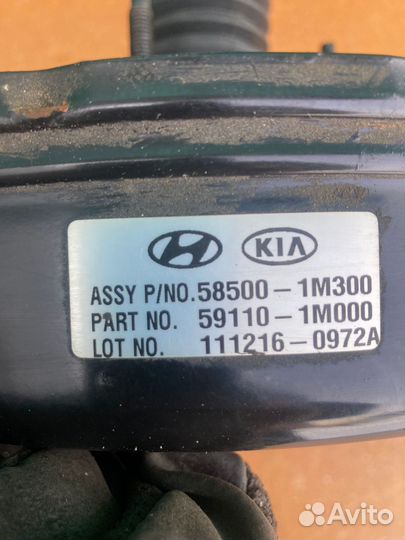 KIA
ASSY P/NO. 58500-1M300
PART NO. 59110-1M000
LOT NO. 111216-0972A
Avito